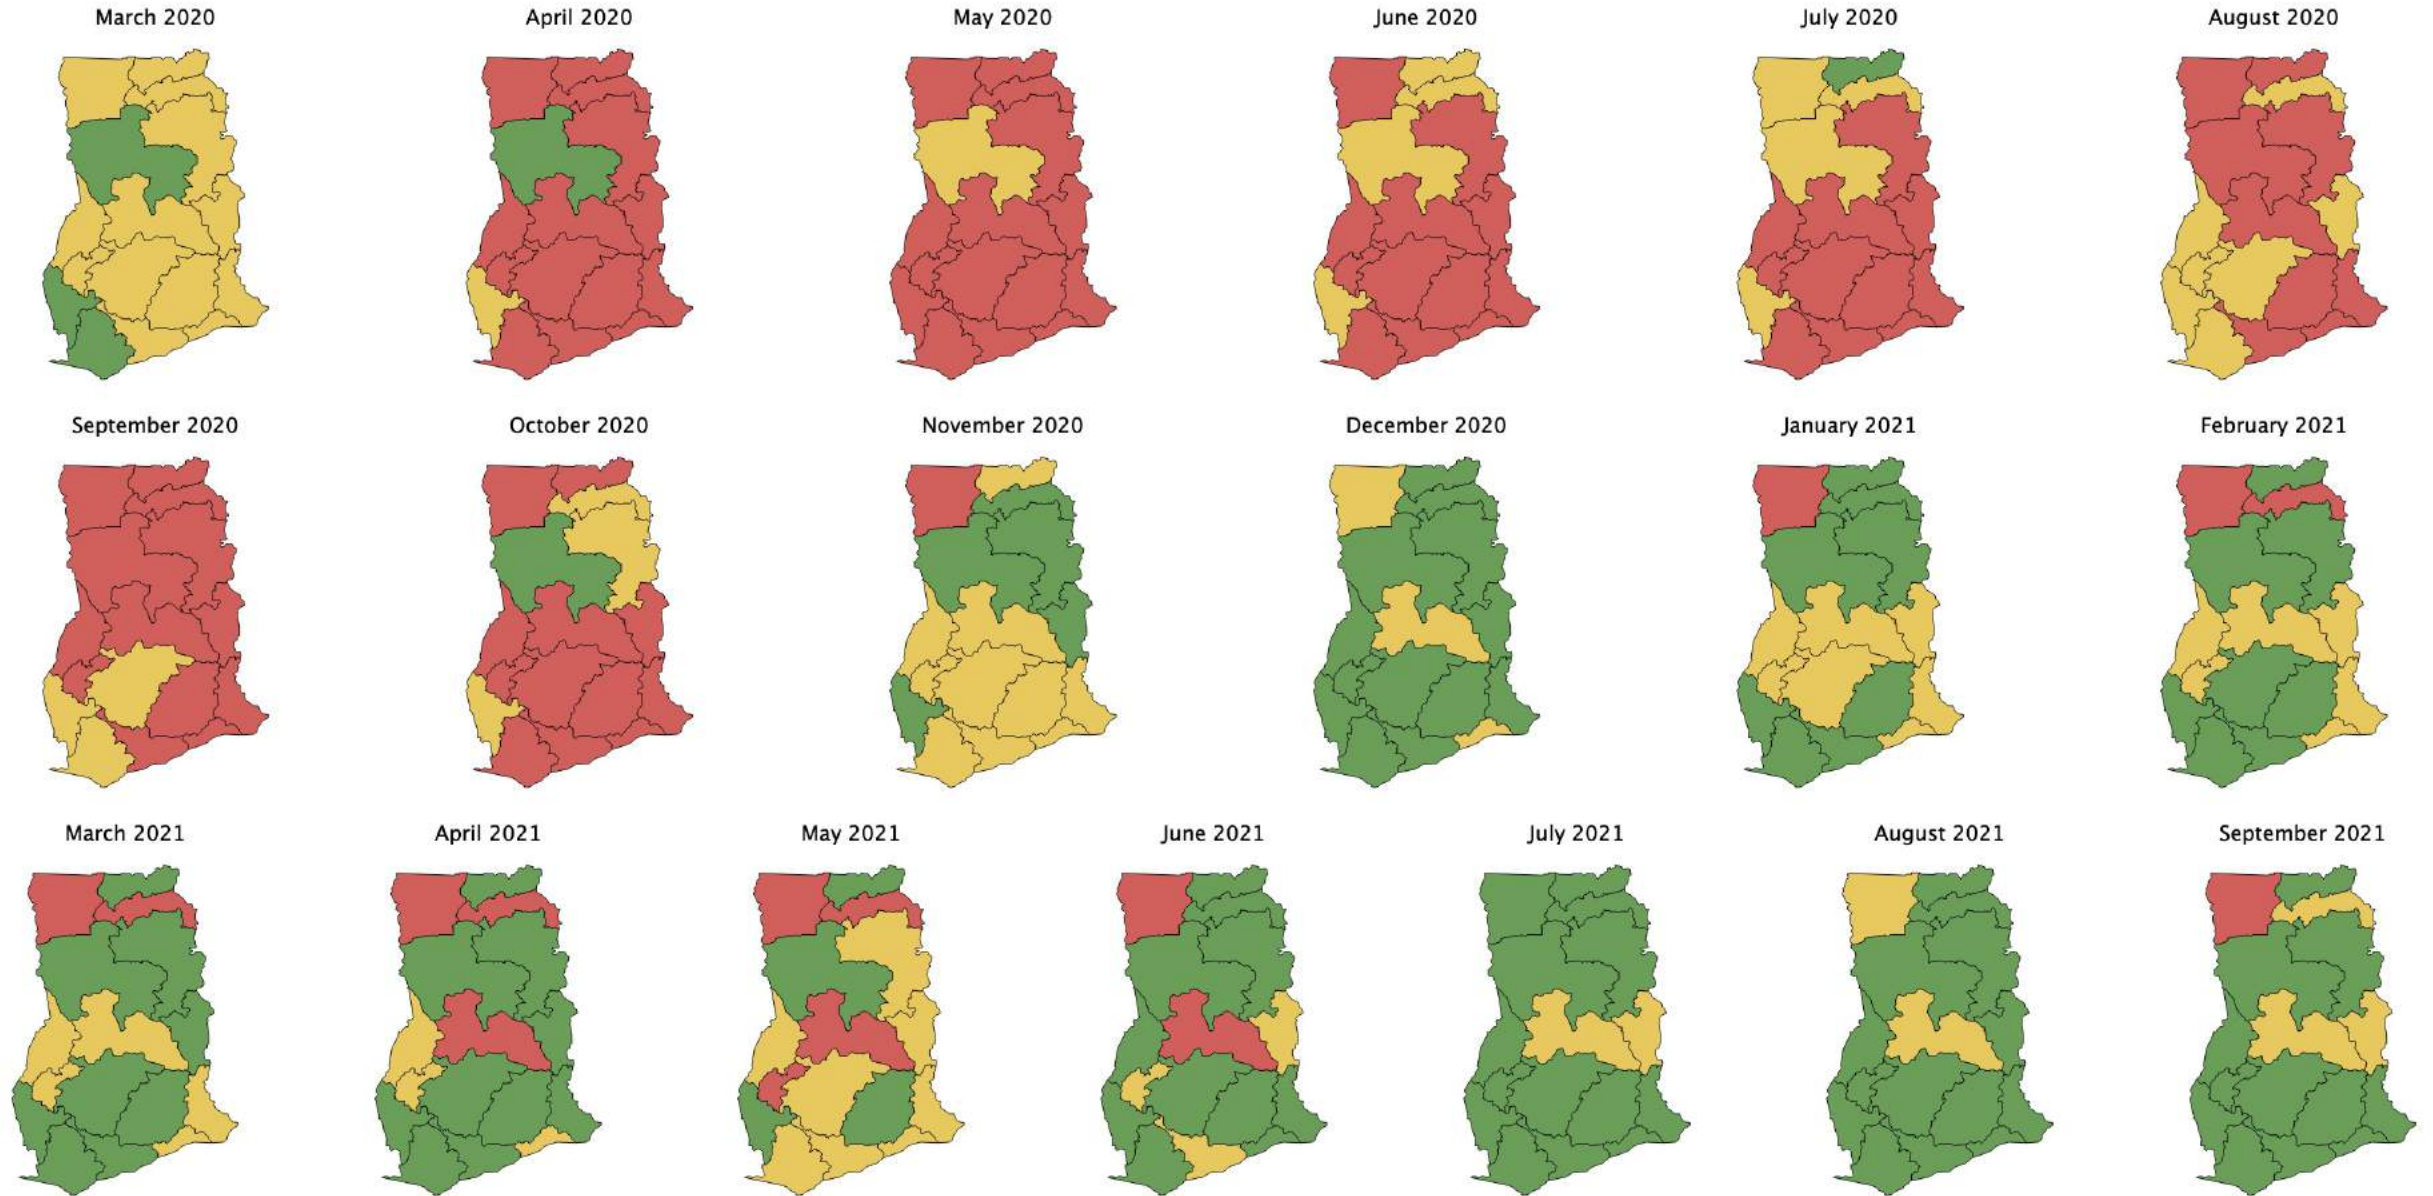 March 2020
April 2020
May 2020
June 2020
July 2020
August 2020
September 2020
October 2020
November 2020
December 2020
January 2021
February 2021
March 2021
April 2021
May 2021
June 2021
July 2021
August 2021
September 2021